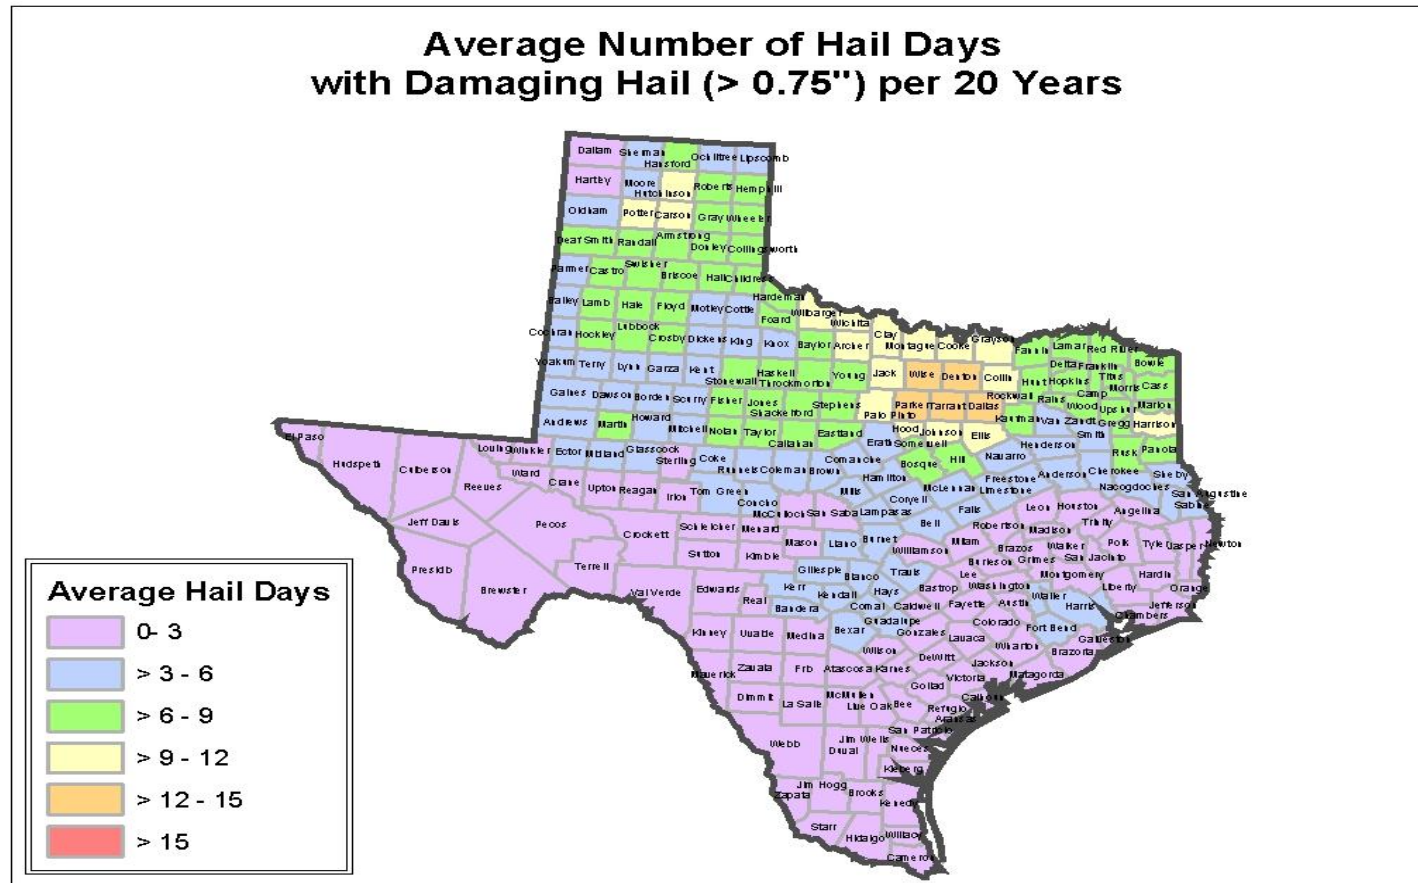 Average Number of Hail Days
with Damaging Hail (> 0.75") per 20 Years
Dallam Sherman Hansford Ochiltree Lipscomb
Hartley Moore Hutchinson Roberts Hemphill
Oldham Potter Carson Gray Wheeler
Deaf Smith Randall Armstrong Donley Collingsworth
Parmer Castro Swisher Briscoe Hall Childress
Bailey Lamb Hale Floyd Motley Cottle Hardeman
Foard Wilbarger Wichita
Cochran Hockley Lubbock Crosby Dickens King Knox Baylor Archer Clay Montague Cooke Grayson Fannin Lamar Red River Bowie
Yoakum Terry Lynn Garza Kent Stonewall Haskell Throckmorton Young Jack Wise Denton Collin Hunt Delta Hopkins Franklin Titus Morris Cass
Gaines Dawson Borden Scurry Fisher Jones Shackelford Stephens Palo Pinto Parker Tarrant Dallas Rockwall Kaufman Rains Wood Camp Upshur Marion
Andrews Martin Howard Mitchell Nolan Taylor Callahan Eastland Erath Hood Somewell Johnson Ellis Van Zandt Smith Gregg Harrison
El Paso Hudspeth Culberson Reeves Loving Winkler Ector Midland Glasscock Sterling Coke Runnels Coleman Brown Comanche Hamilton Bosque Hill Navarro Henderson Anderson Cherokee Rusk Panola Shelby
Ward Crane Upton Reagan Irion Tom Green Concho McCulloch San Saba Mills Lampasas Coryell McLennan Limestone Freestone Leon Houston Nacogdoches San Augustine Sabine Angelina
Jeff Davis Pecos Crockett Schleicher Menard Mason Llano Burnet Bell Falls Robertson Madison Trinity Walker Polk Tyler Jasper Newton
Presidio Brewster Terrell Val Verde Sutton Kimble Gillespie Blanco Williamson Travis Milam Burleson Brazos Grimes San Jacinto Montgomery Liberty Hardin Orange
Edwards Real Kerr Bandera Kendall Comal Hays Caldwell Bastrop Lee Fayette Washington Austin Waller Harris Chambers Jefferson
Kinney Medina Bexar Guadalupe Gonzales Lavaca Colorado Wharton Fort Bend Brazoria Galveston
Maverick Zavala Frio Atascosa Wilson Karnes DeWitt Jackson Victoria Matagorda
Dimmit La Salle McMullen Live Oak Bee Goliad Refugio Calhoun Aransas
Webb Duval Jim Wells San Patricio Nueces Kleberg
Zapata Jim Hogg Brooks Kenedy
Starr Hidalgo Willacy
Cameron
Average Hail Days
0- 3
> 3 - 6
> 6 - 9
> 9 - 12
> 12 - 15
> 15